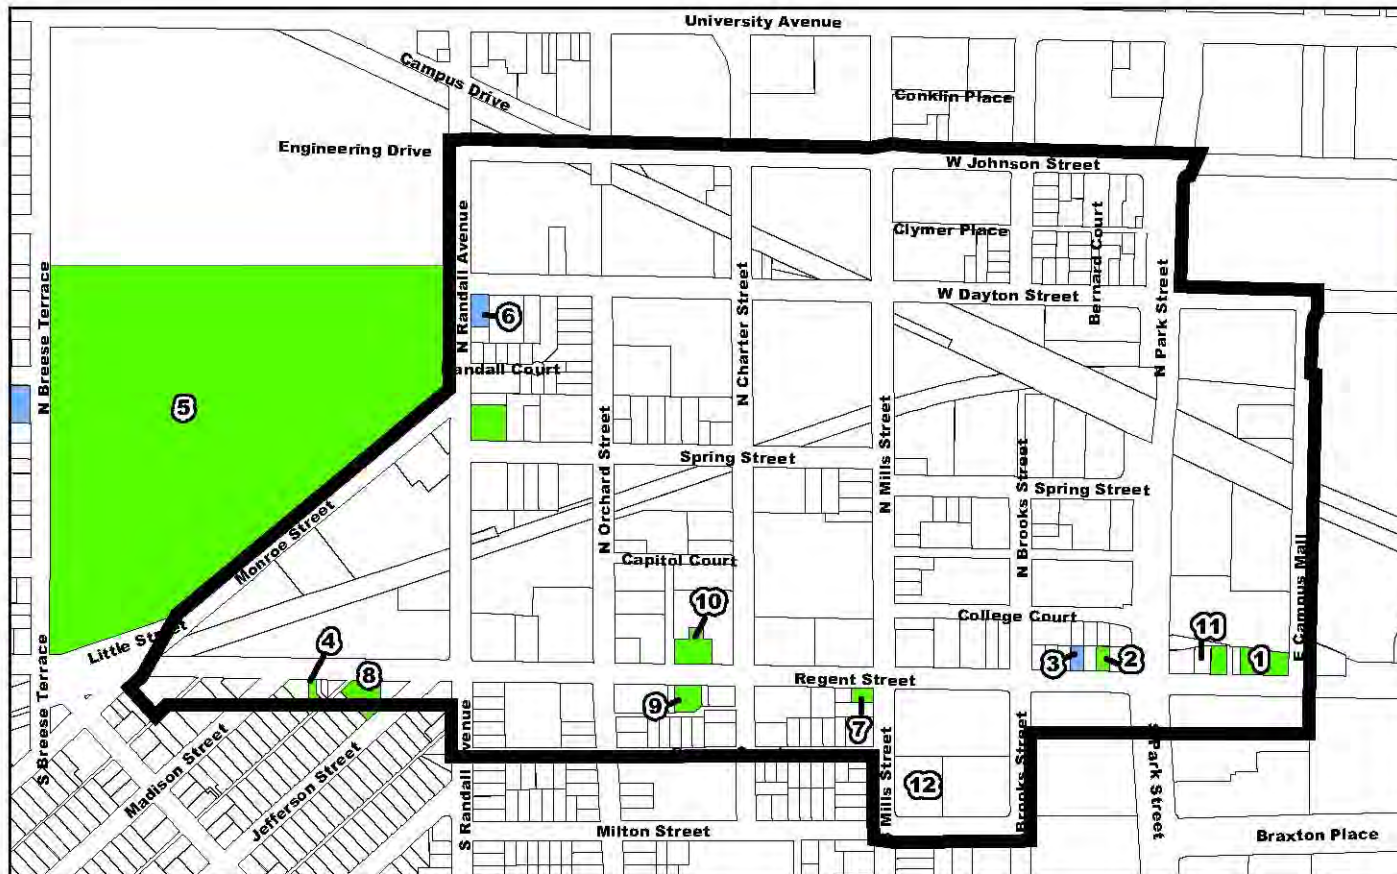 University Avenue
Campus Drive
Conklin Place
Engineering Drive
W Johnson Street
N Randall Avenue
Clymer Place
Bernard Court
N Breese Terrace
W Dayton Street
N Park Street
6
N Charter Street
andall Court
5
N Orchard Street
N Mills Street
Spring Street
N Brooks Street
Spring Street
Monroe Street
Capitol Court
E Campus Mall
10
College Court
Little Street
11
4
3
2
1
8
Regent Street
S Breese Terrace
9
7
Madison Street
Jefferson Street
S Randall
venue
12
Mills Street
Brooks Street
S Park Street
Milton Street
Braxton Place